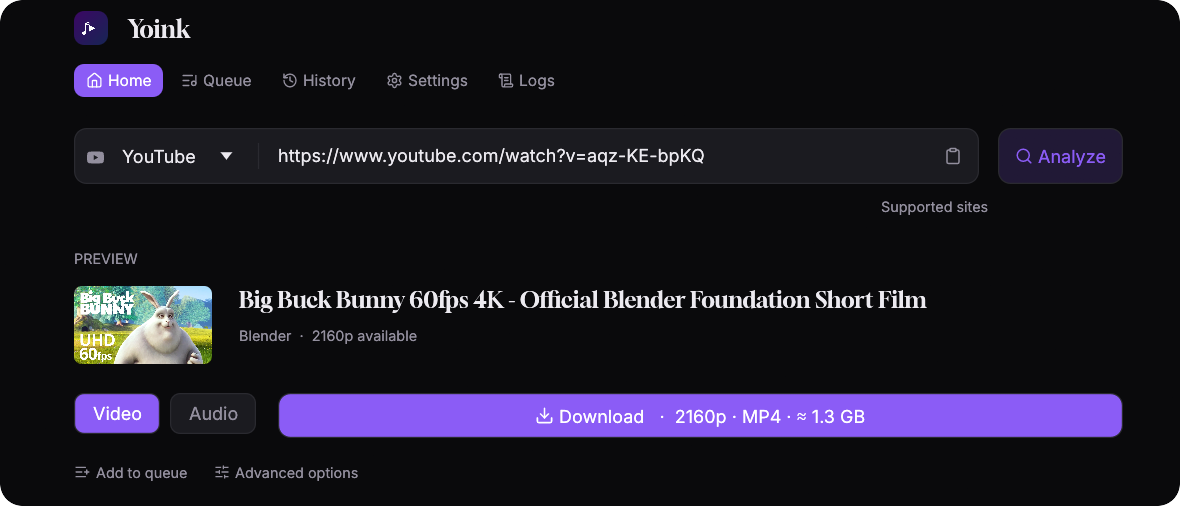 Yoink
Home Queue History Settings Logs
YouTube https://www.youtube.com/watch?v=aqz-KE-bpKQ Analyze
Supported sites
PREVIEW
Big Buck
BUNNY
UHD
60fps
Big Buck Bunny 60fps 4K - Official Blender Foundation Short Film
Blender · 2160p available
Video Audio Download · 2160p · MP4 · ≈ 1.3 GB
Add to queue Advanced options